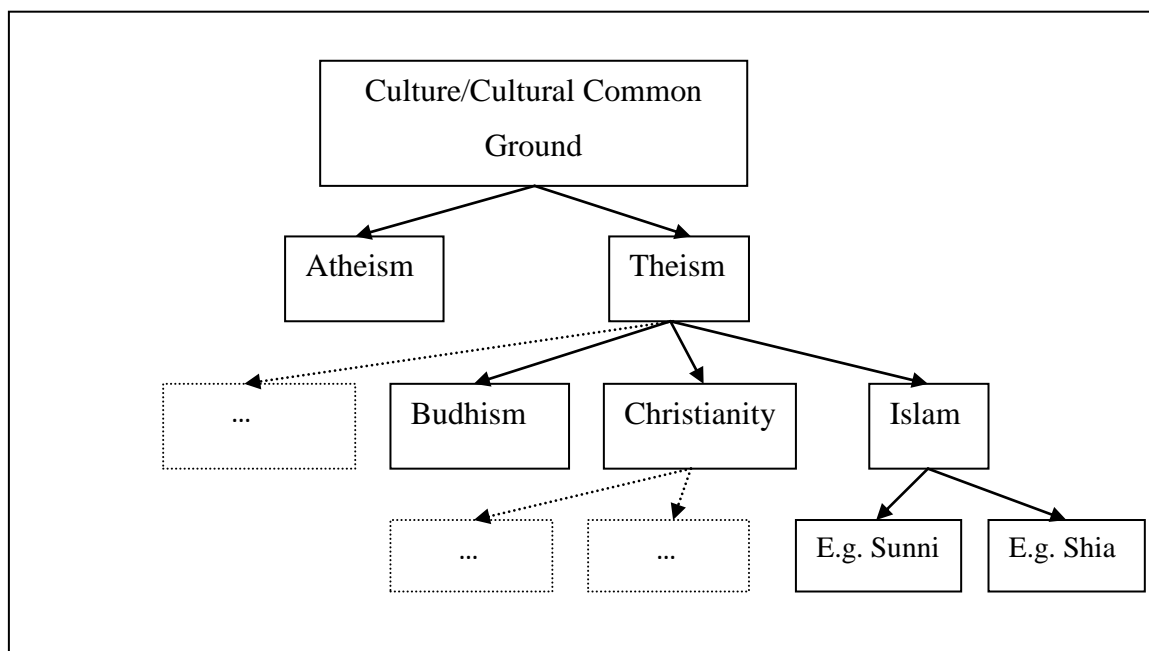 Culture/Cultural Common
Ground
Atheism
Theism
...
Budhism
Christianity
Islam
...
...
E.g. Sunni
E.g. Shia